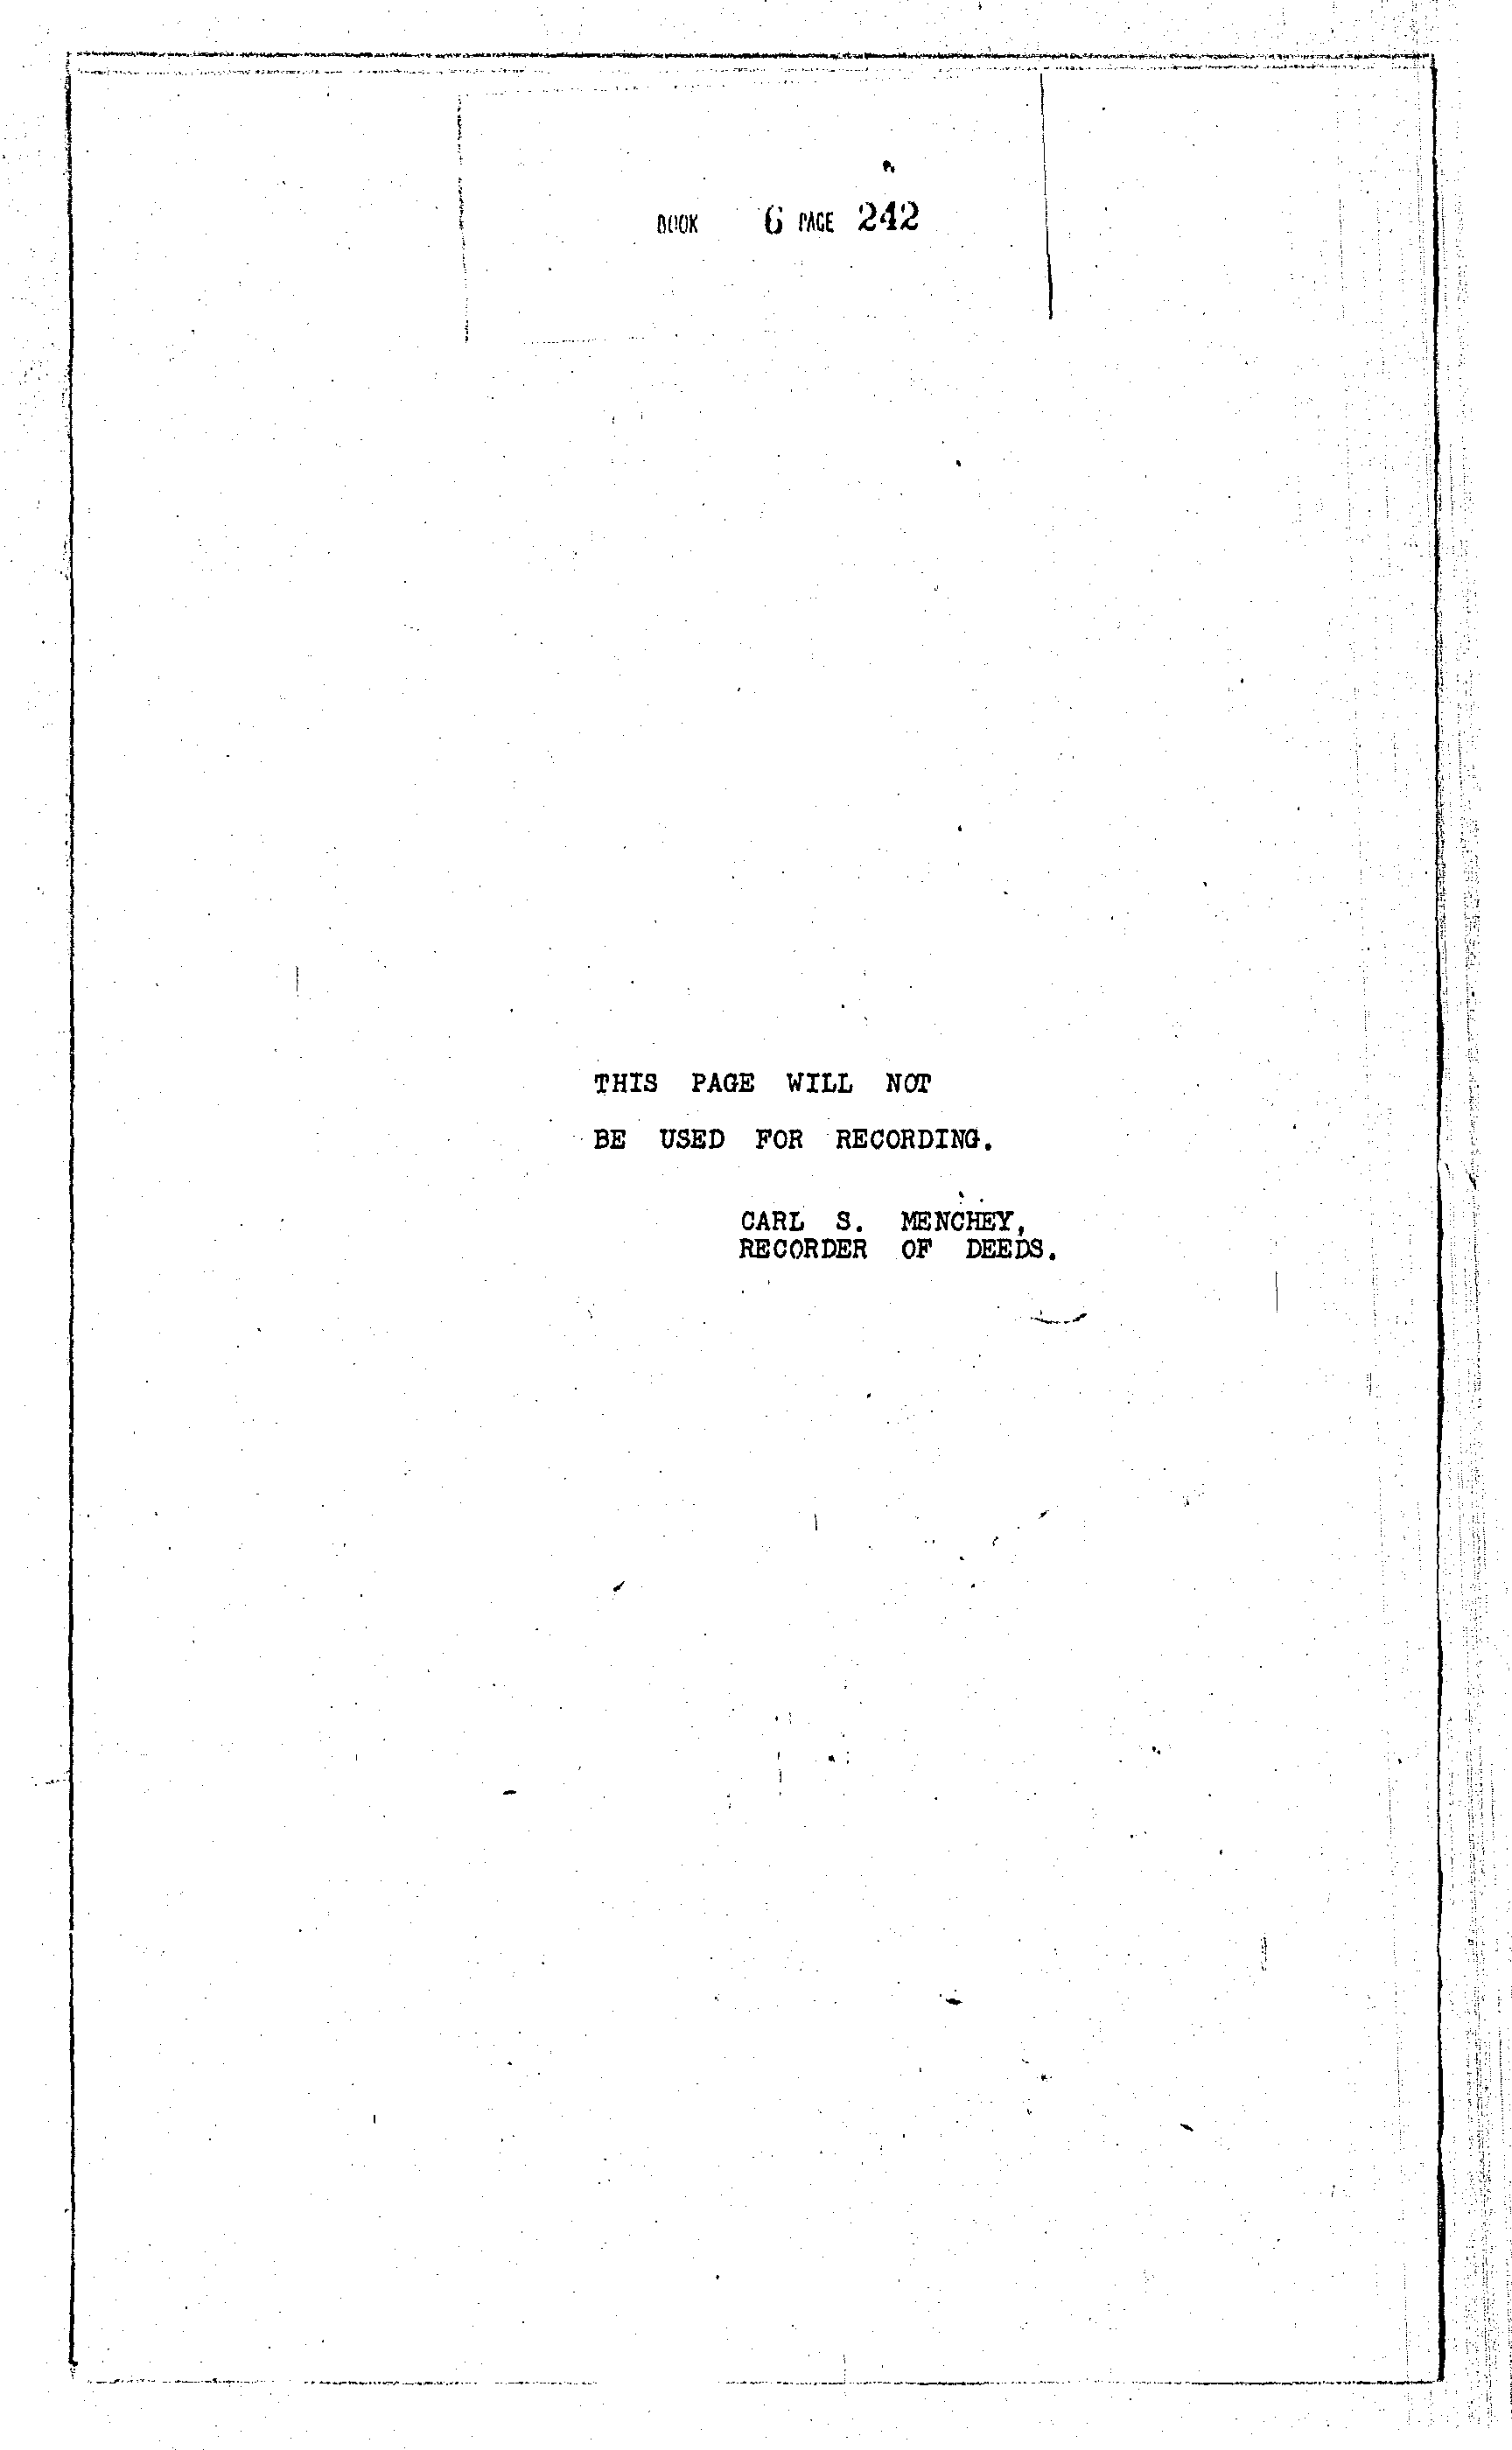 BOOK 6 PAGE 242
THIS PAGE WILL NOT
BE USED FOR RECORDING.
CARL S. MENCHEY,
RECORDER OF DEEDS.